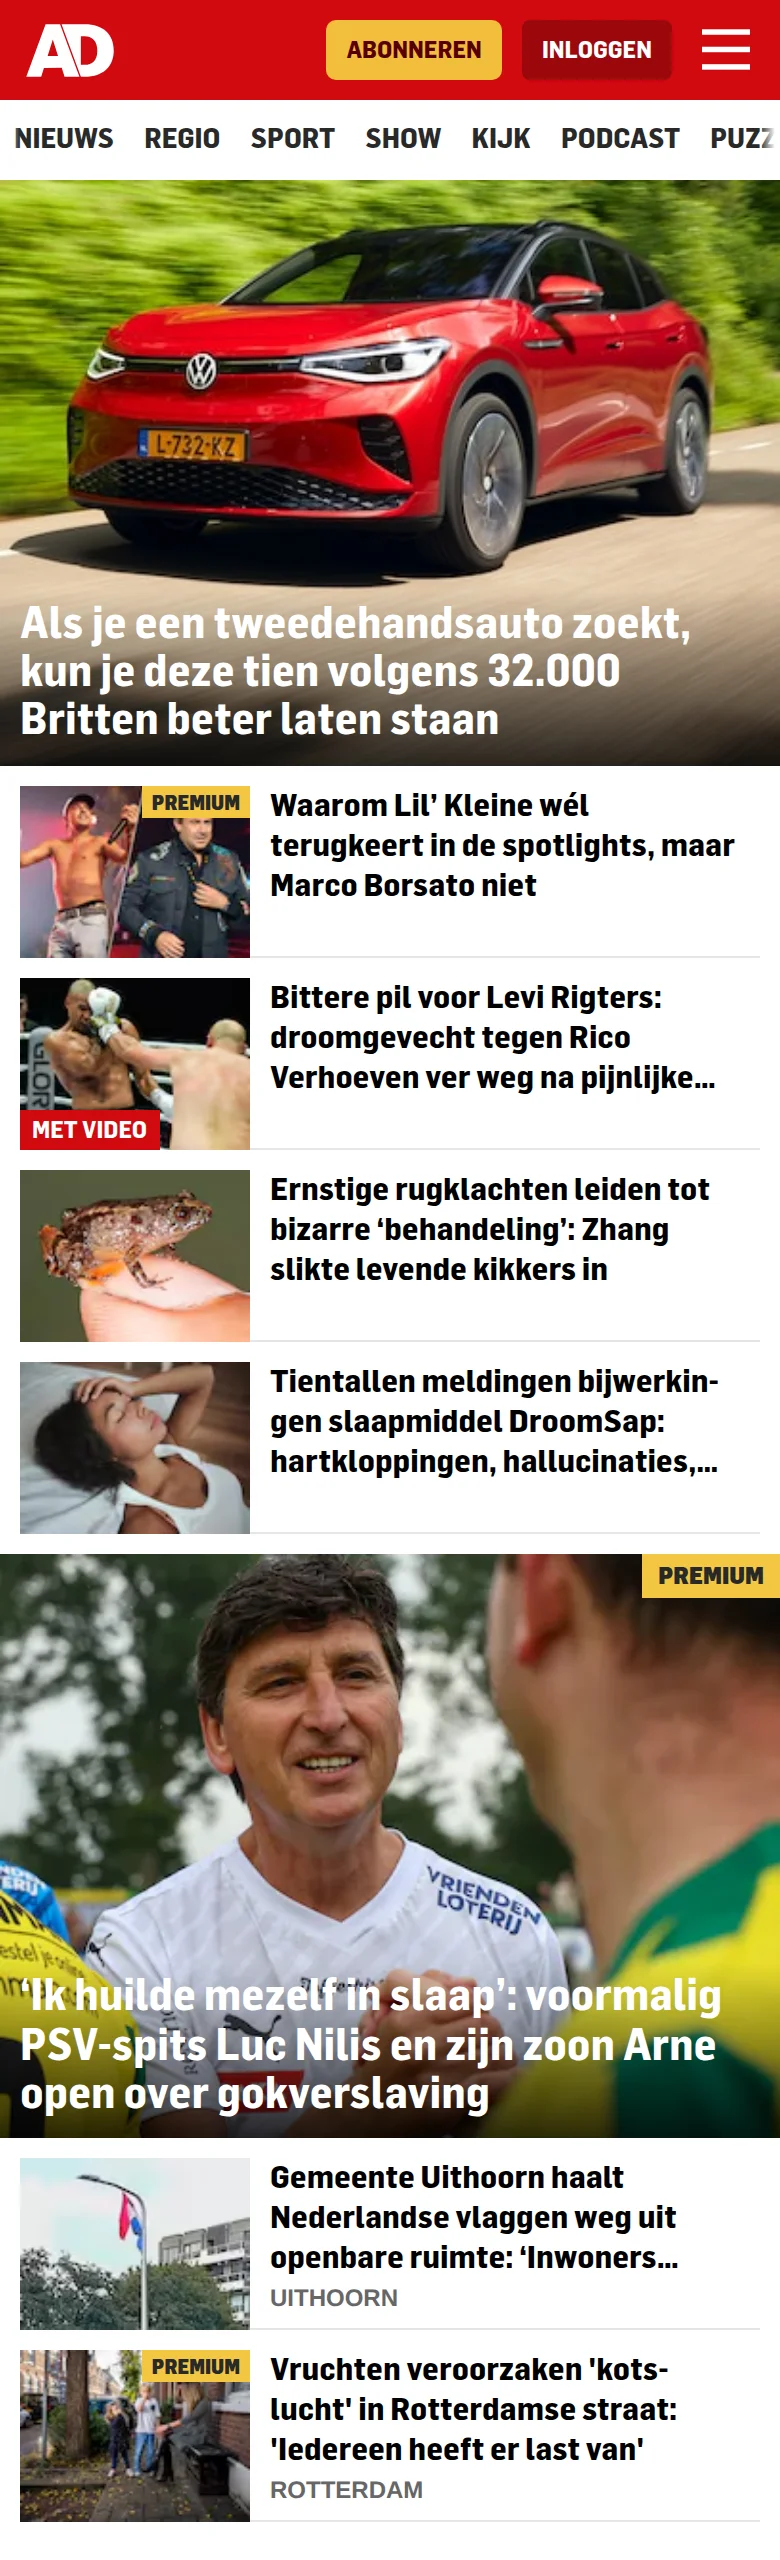 AD
ABONNEREN
INLOGGEN
NIEUWS REGIO SPORT SHOW KIJK PODCAST PUZZ
L-732-KZ
Als je een tweedehandsauto zoekt,
kun je deze tien volgens 32.000
Britten beter laten staan
PREMIUM
Waarom Lil’ Kleine wél
terugkeert in de spotlights, maar
Marco Borsato niet
GLOR
MET VIDEO
Bittere pil voor Levi Rigters:
droomgevecht tegen Rico
Verhoeven ver weg na pijnlijke...
Ernstige rugklachten leiden tot
bizarre ‘behandeling’: Zhang
slikte levende kikkers in
Tientallen meldingen bijwerkin-
gen slaapmiddel DroomSap:
hartkloppingen, hallucinaties,...
PREMIUM
VRIENDEN
LOTERIJ
‘Ik huilde mezelf in slaap’: voormalig
PSV-spits Luc Nilis en zijn zoon Arne
open over gokverslaving
Gemeente Uithoorn haalt
Nederlandse vlaggen weg uit
openbare ruimte: ‘Inwoners...
UITHOORN
PREMIUM
Vruchten veroorzaken 'kots-
lucht' in Rotterdamse straat:
'Iedereen heeft er last van'
ROTTERDAM